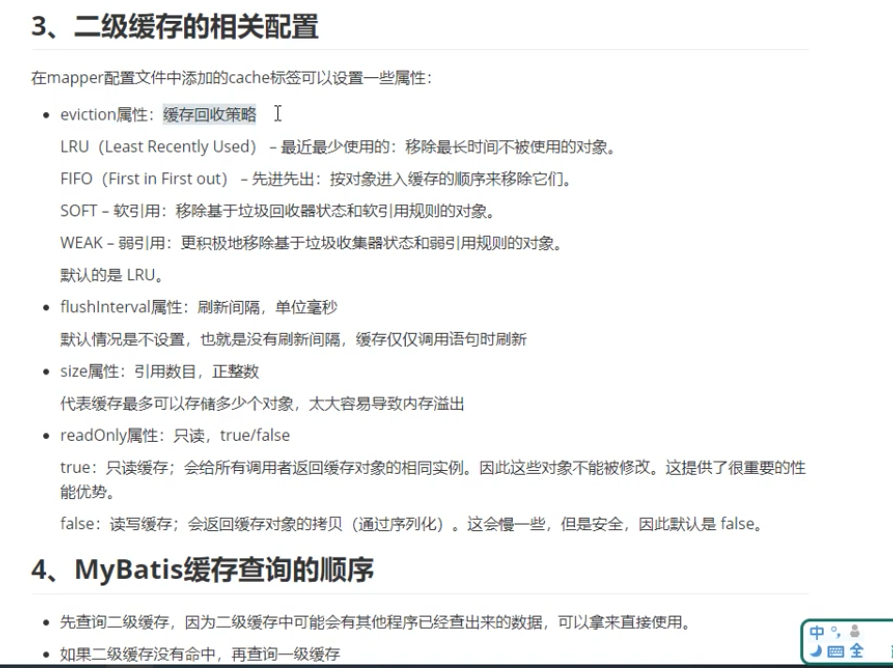 3、二级缓存的相关配置
在mapper配置文件中添加的cache标签可以设置一些属性：
eviction属性：缓存回收策略
LRU（Least Recently Used） – 最近最少使用的：移除最长时间不被使用的对象。
FIFO（First in First out） – 先进先出：按对象进入缓存的顺序来移除它们。
SOFT – 软引用：移除基于垃圾回收器状态和软引用规则的对象。
WEAK – 弱引用：更积极地移除基于垃圾收集器状态和弱引用规则的对象。
默认的是 LRU。
flushInterval属性：刷新间隔，单位毫秒
默认情况是不设置，也就是没有刷新间隔，缓存仅仅调用语句时刷新
size属性：引用数目，正整数
代表缓存最多可以存储多少个对象，太大容易导致内存溢出
readOnly属性：只读，true/false
true：只读缓存；会给所有调用者返回缓存对象的相同实例。因此这些对象不能被修改。这提供了很重要的性
能优势。
false：读写缓存；会返回缓存对象的拷贝（通过序列化）。这会慢一些，但是安全，因此默认是 false。
4、MyBatis缓存查询的顺序
先查询二级缓存，因为二级缓存中可能会有其他程序已经查出来的数据，可以拿来直接使用。
如果二级缓存没有命中，再查询一级缓存
中 °,
全